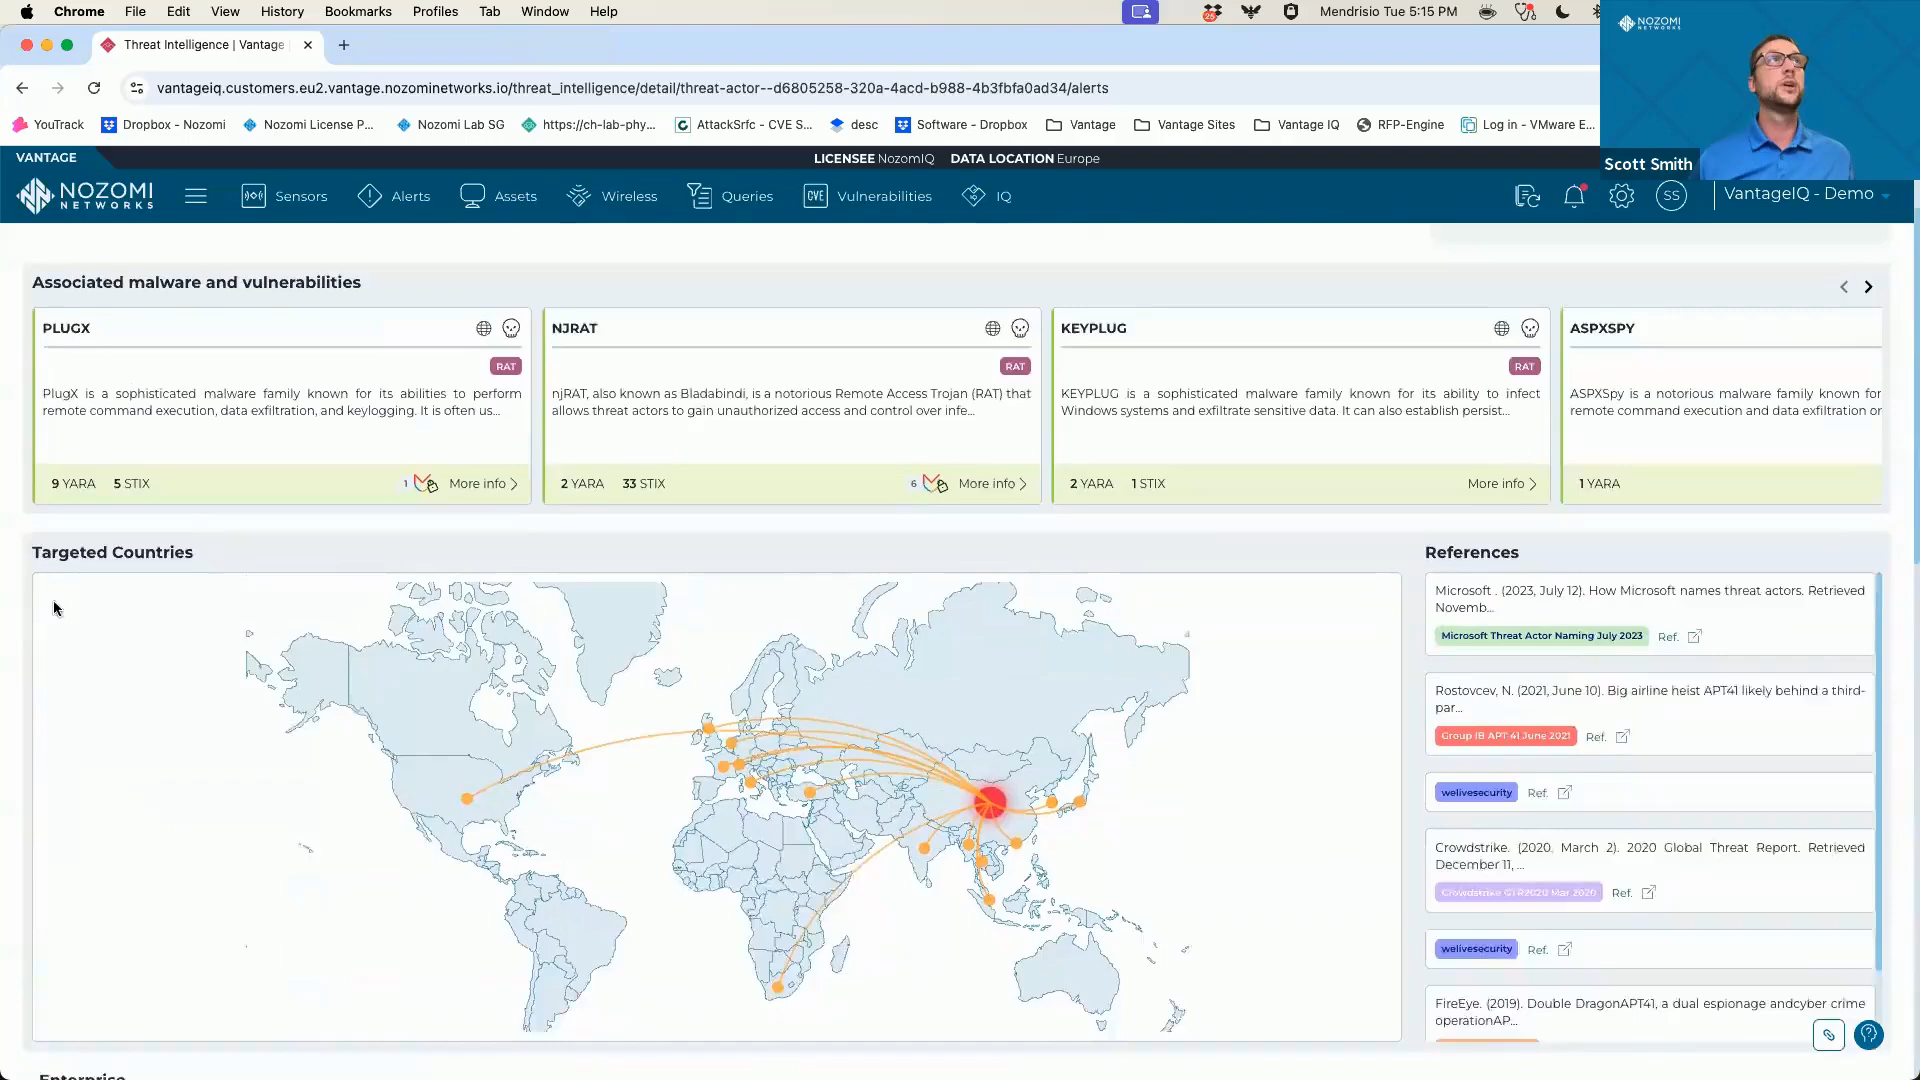 Chrome File Edit View History Bookmarks Profiles Tab Window Help
25
Mendrisio Tue 5:15 PM
NOZOMI
NETWORKS
Threat Intelligence | Vantage
vantageiq.customers.eu2.vantage.nozominetworks.io/threat_intelligence/detail/threat-actor--d6805258-320a-4acd-b988-4b3fbfa0ad34/alerts
YouTrack Dropbox - Nozomi Nozomi License P... Nozomi Lab SG https://ch-lab-phy... AttackSrfc - CVE S... desc Software - Dropbox Vantage Vantage Sites Vantage IQ RFP-Engine Log in - VMware E...
Scott Smith
VANTAGE
LICENSEE NozomIQ DATA LOCATION Europe
NOZOMI
NETWORKS
Sensors Alerts Assets Wireless Queries CVE Vulnerabilities IQ
SS
VantageIQ - Demo
Associated malware and vulnerabilities
PLUGX
RAT
PlugX is a sophisticated malware family known for its abilities to perform
remote command execution, data exfiltration, and keylogging. It is often us...
9 YARA 5 STIX 1 More info
NJRAT
RAT
njRAT, also known as Bladabindi, is a notorious Remote Access Trojan (RAT) that
allows threat actors to gain unauthorized access and control over infe...
2 YARA 33 STIX 6 More info
KEYPLUG
RAT
KEYPLUG is a sophisticated malware family known for its ability to infect
Windows systems and exfiltrate sensitive data. It can also establish persist...
2 YARA 1 STIX More info
ASPXSPY
ASPXSpy is a notorious malware family known for
remote command execution and data exfiltration or
1 YARA
Targeted Countries
References
Microsoft . (2023, July 12). How Microsoft names threat actors. Retrieved
Novemb...
Microsoft Threat Actor Naming July 2023 Ref.
Rostovcev, N. (2021, June 10). Big airline heist APT41 likely behind a third-
par...
Group IB APT 41 June 2021 Ref.
welivesecurity Ref.
Crowdstrike. (2020, March 2). 2020 Global Threat Report. Retrieved
December 11, ...
Crowdstrike GTR2020 Mar 2020 Ref.
welivesecurity Ref.
FireEye. (2019). Double DragonAPT41, a dual espionage andcyber crime
operationAP...
Enterprise